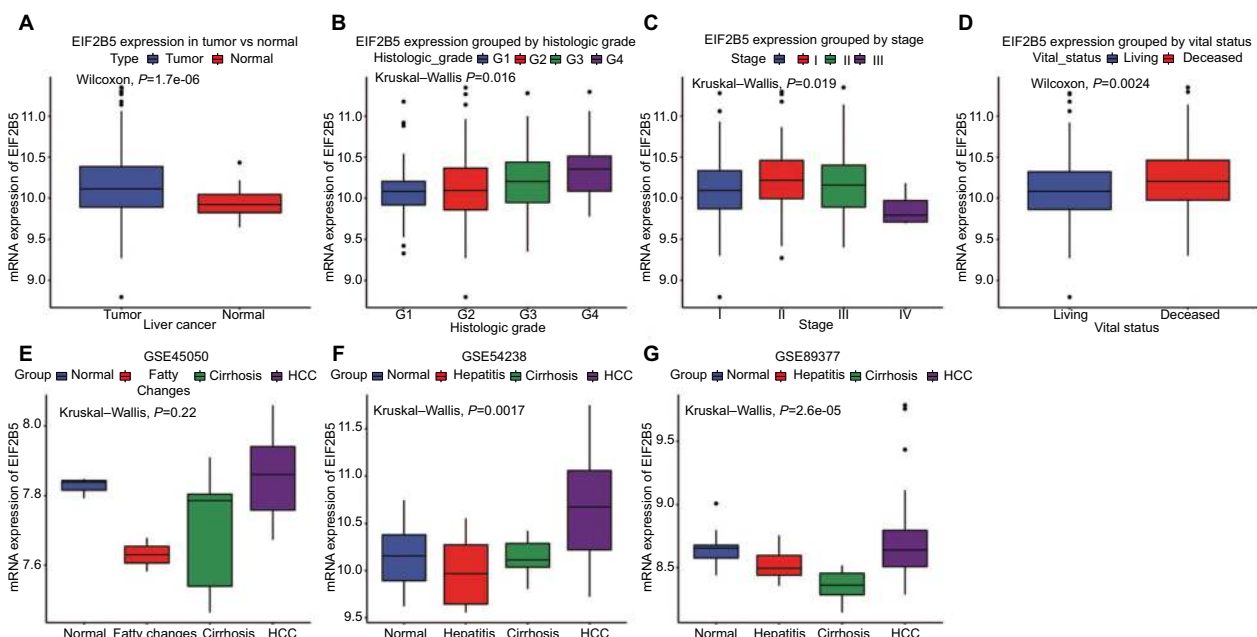 A
EIF2B5 expression in tumor vs normal
Type Tumor Normal
Wilcoxon, P=1.7e-06
mRNA expression of EIF2B5
11.0
10.5
10.0
9.5
9.0
Tumor Normal
Liver cancer
B
EIF2B5 expression grouped by histologic grade
Histologic_grade G1 G2 G3 G4
Kruskal–Wallis P=0.016
mRNA expression of EIF2B5
11.0
10.5
10.0
9.5
9.0
G1 G2 G3 G4
Histologic grade
C
EIF2B5 expression grouped by stage
Stage I II III
Kruskal–Wallis, P=0.019
mRNA expression of EIF2B5
11.0
10.5
10.0
9.5
9.0
I II III IV
Stage
D
EIF2B5 expression grouped by vital status
Vital_status Living Deceased
Wilcoxon, P=0.0024
mRNA expression of EIF2B5
11.0
10.5
10.0
9.5
9.0
Living Deceased
Vital status
E
GSE45050
Group Normal Fatty Cirrhosis HCC
Changes
Kruskal–Wallis, P=0.22
mRNA expression of EIF2B5
8.0
7.8
7.6
Normal Fatty changes Cirrhosis HCC
F
GSE54238
Group Normal Hepatitis Cirrhosis HCC
Kruskal–Wallis, P=0.0017
mRNA expression of EIF2B5
11.5
11.0
10.5
10.0
9.5
Normal Hepatitis Cirrhosis HCC
G
GSE89377
Group Normal Hepatitis Cirrhosis HCC
Kruskal–Wallis, P=2.6e-05
mRNA expression of EIF2B5
9.5
9.0
8.5
Normal Hepatitis Cirrhosis HCC